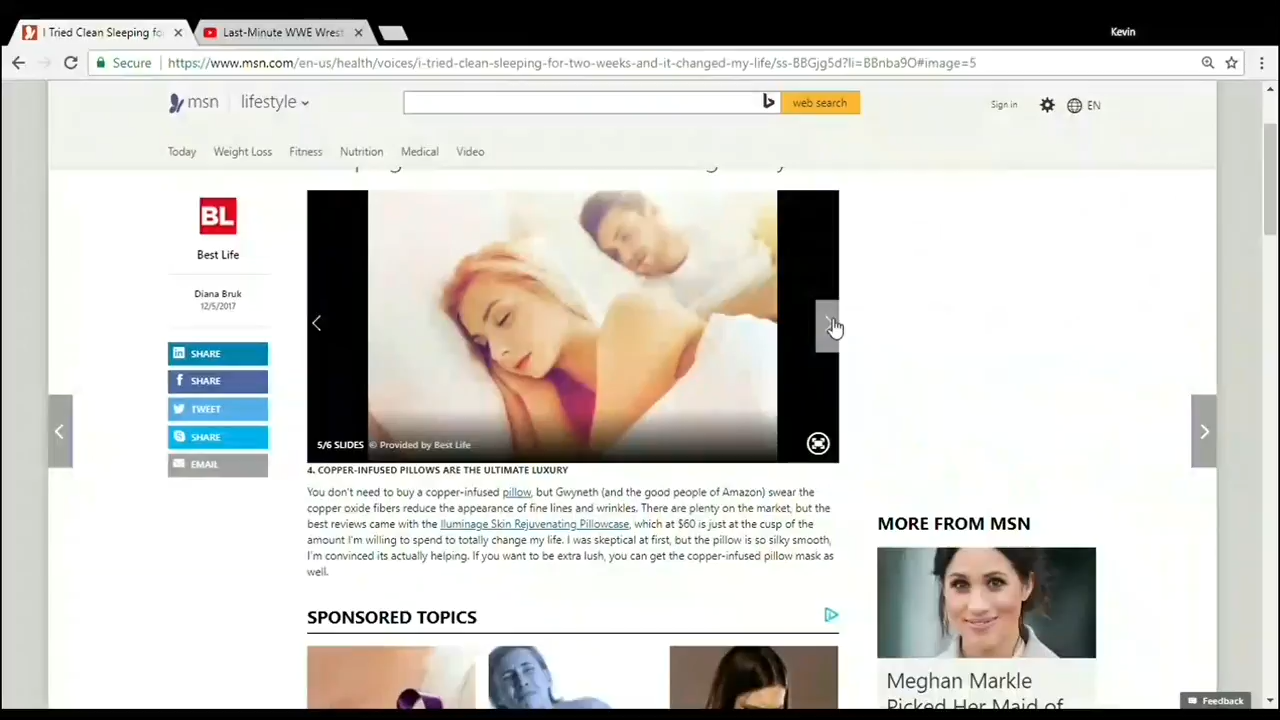 I Tried Clean Sleeping fo
Last-Minute WWE Wrest
Kevin
Secure
https://www.msn.com/en-us/health/voices/i-tried-clean-sleeping-for-two-weeks-and-it-changed-my-life/ss-BBGjg5d?li=BBnba9O#image=5
msn
lifestyle
web search
Sign in
EN
Today
Weight Loss
Fitness
Nutrition
Medical
Video
BL
Best Life
Diana Bruk
12/5/2017
SHARE
SHARE
TWEET
SHARE
EMAIL
5/6 SLIDES © Provided by Best Life
4. COPPER-INFUSED PILLOWS ARE THE ULTIMATE LUXURY
You don't need to buy a copper-infused pillow, but Gwyneth (and the good people of Amazon) swear the
copper oxide fibers reduce the appearance of fine lines and wrinkles. There are plenty on the market, but the
best reviews came with the Iluminage Skin Rejuvenating Pillowcase, which at $60 is just at the cusp of the
amount I'm willing to spend to totally change my life. I was skeptical at first, but the pillow is so silky smooth,
I'm convinced its actually helping. If you want to be extra lush, you can get the copper-infused pillow mask as
well.
SPONSORED TOPICS
MORE FROM MSN
Meghan Markle
Picked Her Maid of
Feedback